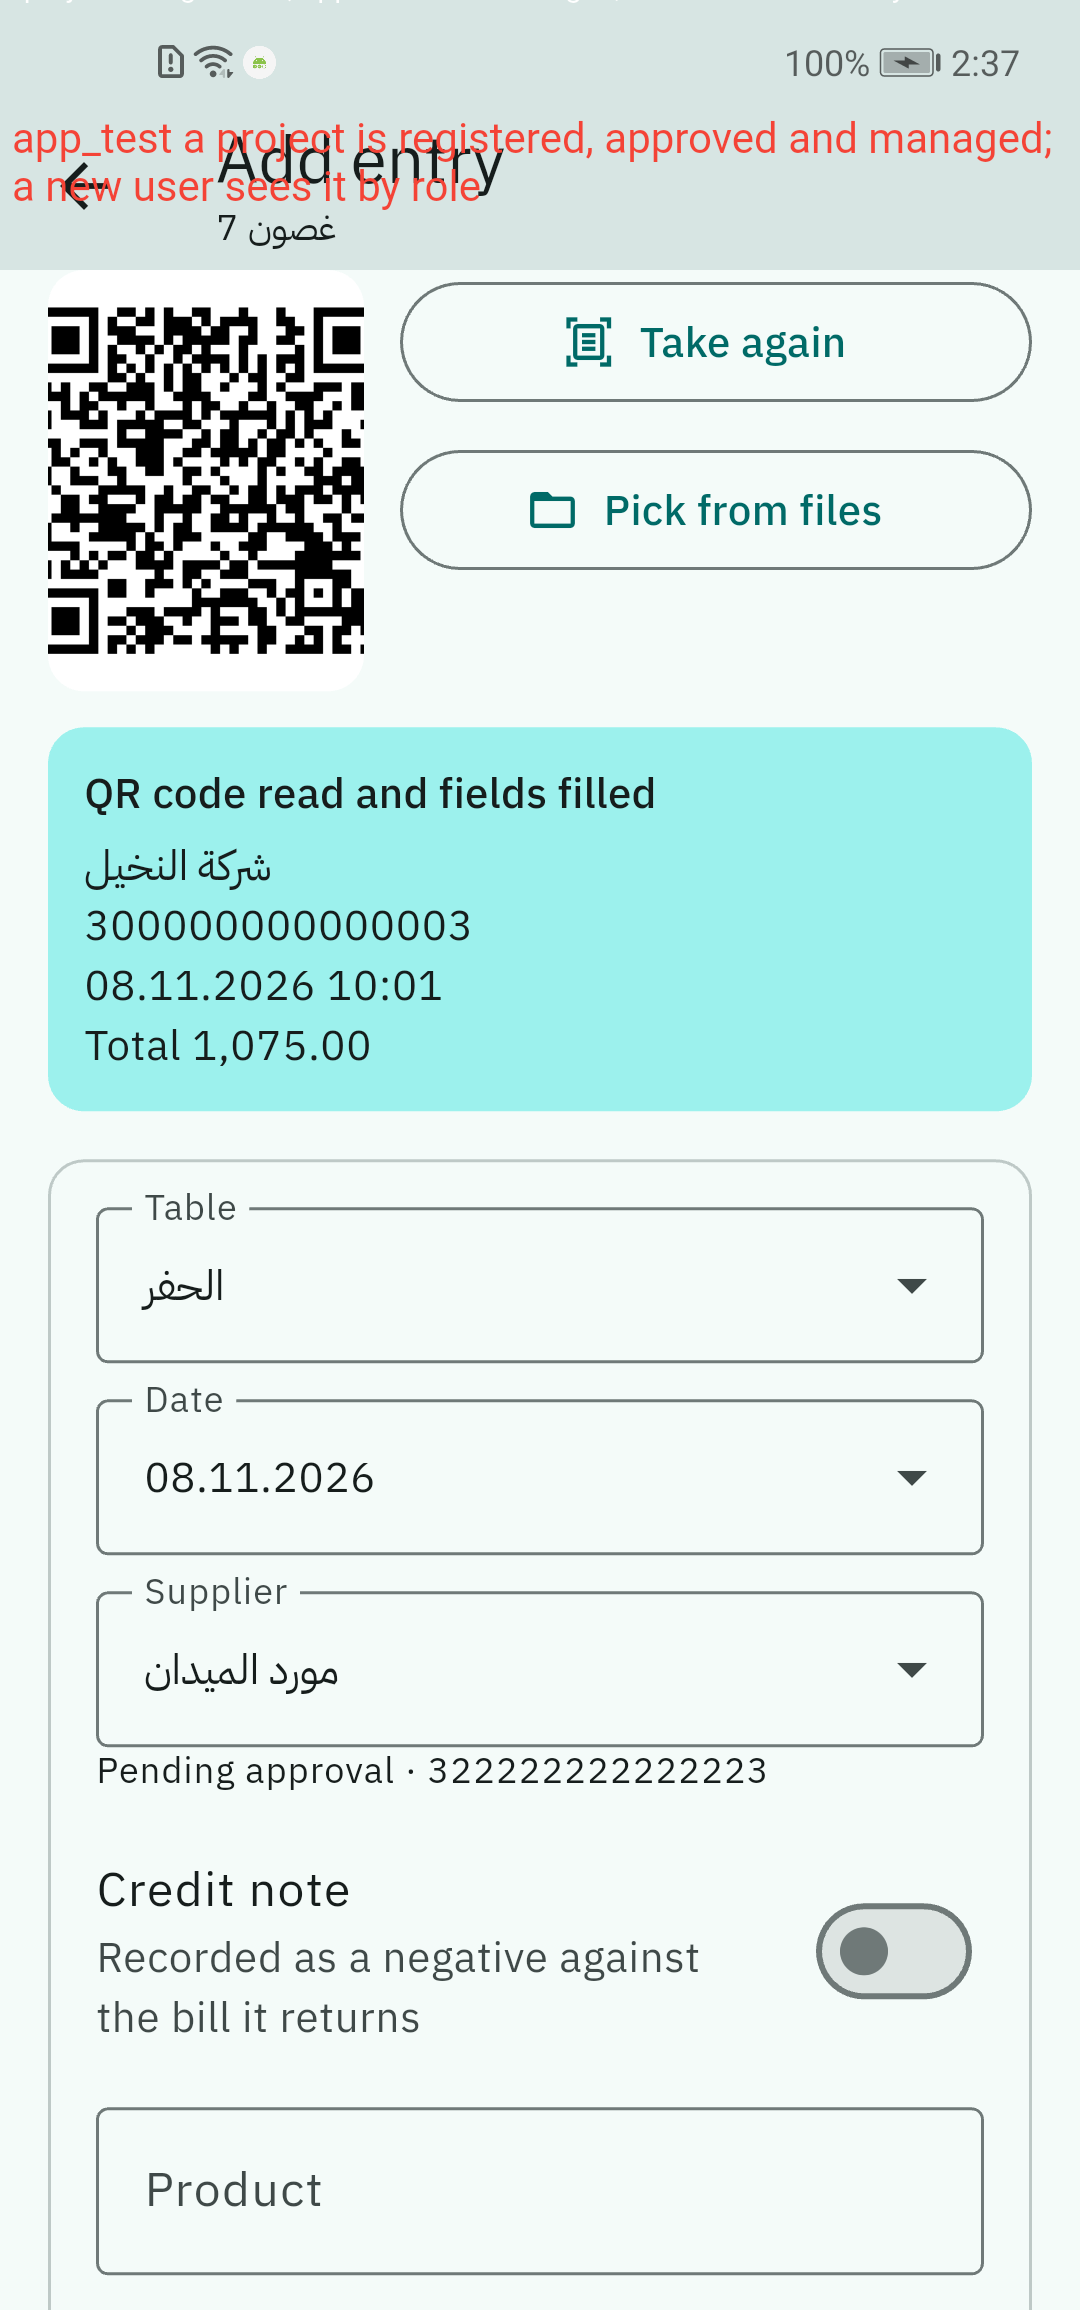 100% 2:37
app_test a project is registered, approved and managed;
a new user sees it by role
Add entry
غصون 7
Take again
Pick from files
QR code read and fields filled
شركة النخيل
300000000000003
08.11.2026 10:01
Total 1,075.00
Table
الحفر
Date
08.11.2026
Supplier
مورد الميدان
Pending approval · 322222222222223
Credit note
Recorded as a negative against
the bill it returns
Product